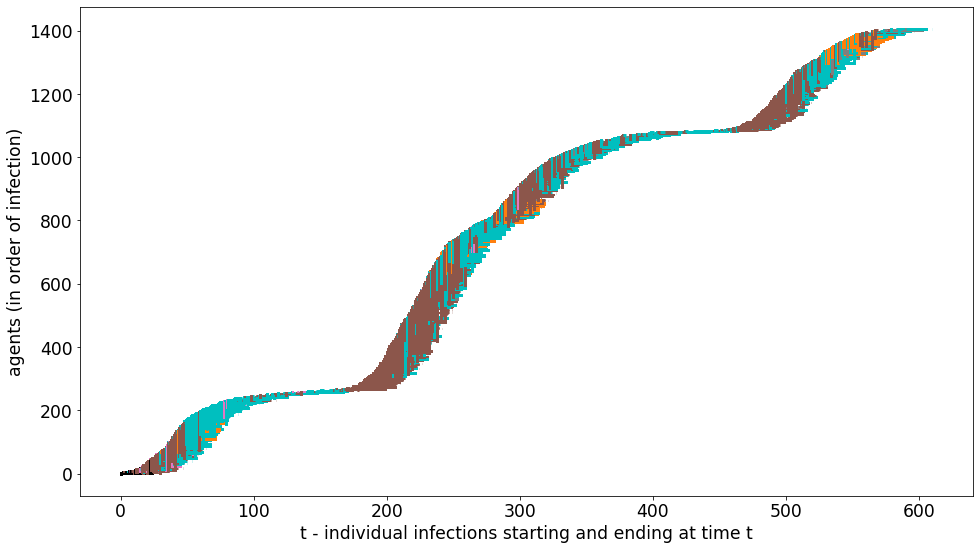 1400
1200
1000
800
600
400
200
0
agents (in order of infection)
0 100 200 300 400 500 600
t - individual infections starting and ending at time t